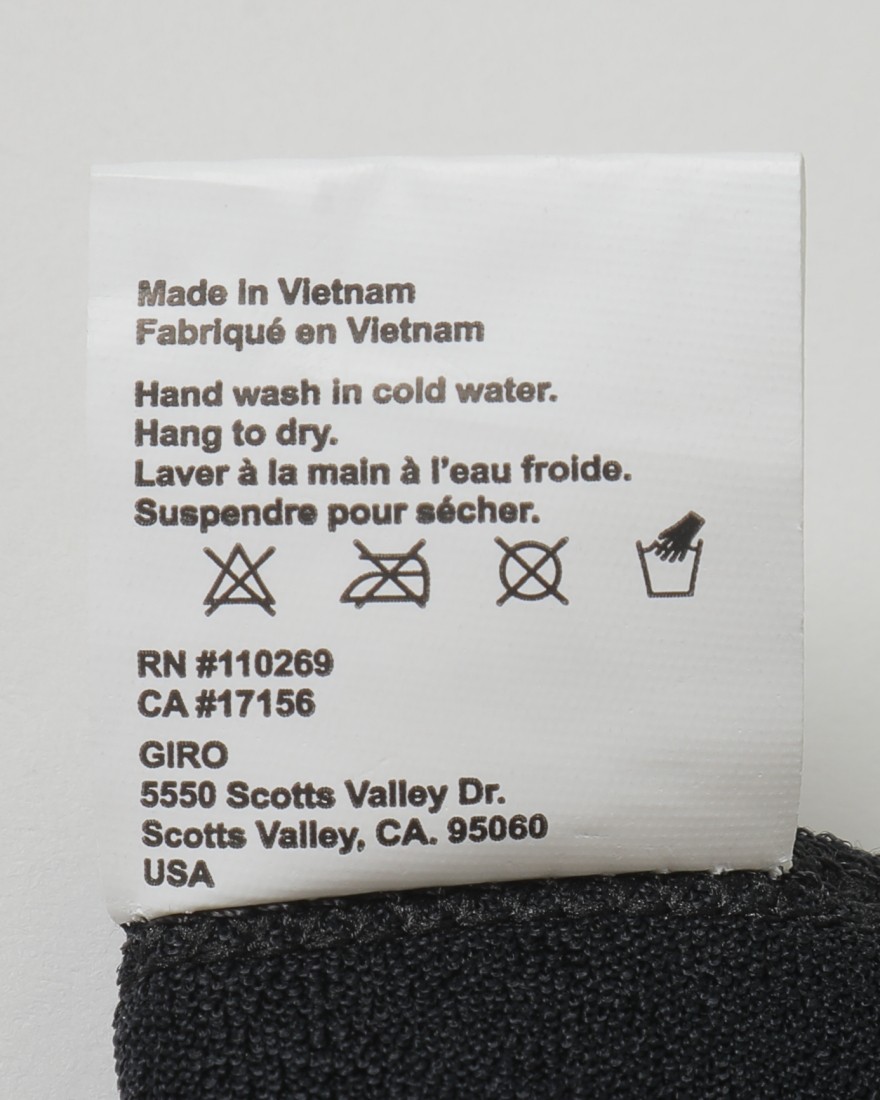 Made in Vietnam
Fabriqué en Vietnam
Hand wash in cold water.
Hang to dry.
Laver à la main à l'eau froide.
Suspendre pour sécher.
RN #110269
CA #17156
GIRO
5550 Scotts Valley Dr.
Scotts Valley, CA. 95060
USA